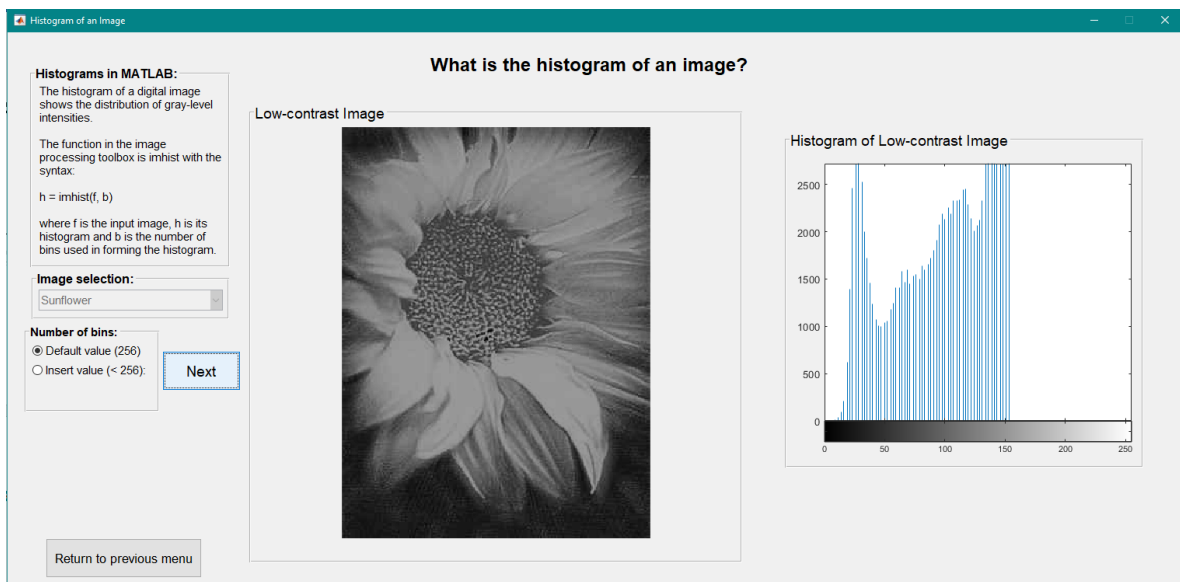 Histogram of an Image
What is the histogram of an image?
Histograms in MATLAB:
The histogram of a digital image
shows the distribution of gray-level
intensities.
The function in the image
processing toolbox is imhist with the
syntax:
h = imhist(f, b)
where f is the input image, h is its
histogram and b is the number of
bins used in forming the histogram.
Image selection:
Sunflower
Number of bins:
Default value (256)
Insert value (< 256):
Next
Return to previous menu
Low-contrast Image
Histogram of Low-contrast Image
2500
2000
1500
1000
500
0
0 50 100 150 200 250